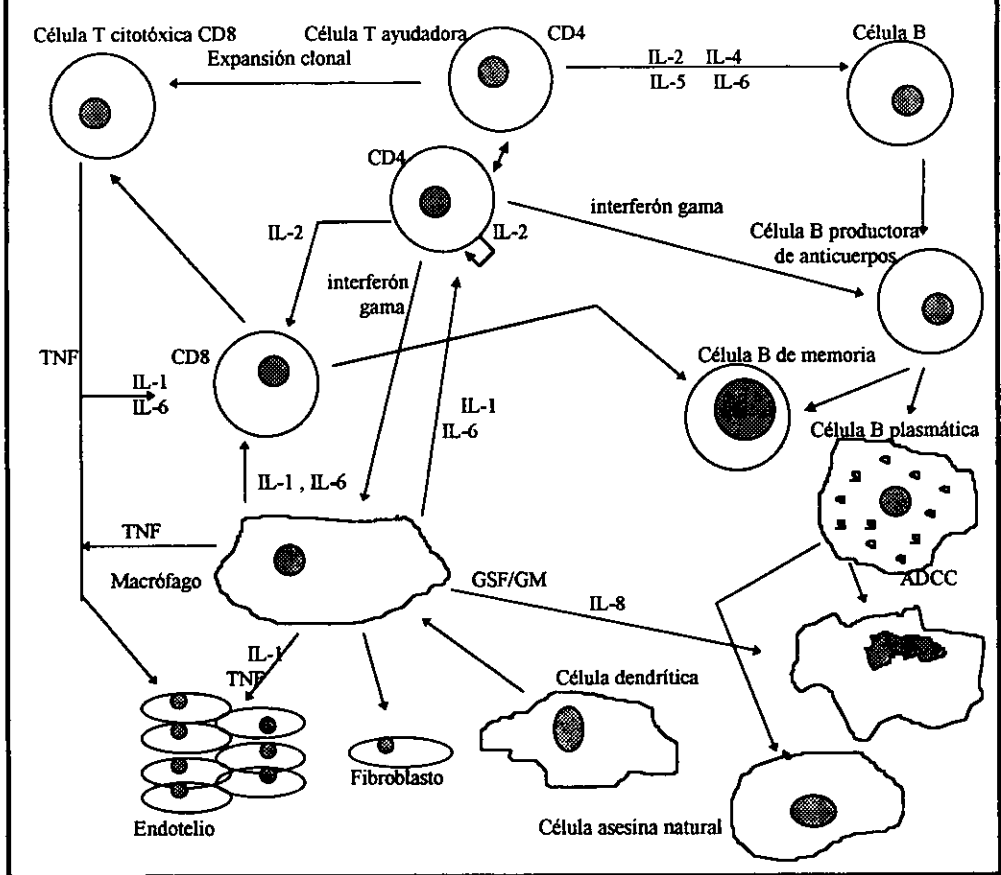 Célula T citotóxica CD8
Célula T ayudadora
CD4
Célula B
Expansión clonal
IL-2 IL-4
IL-5 IL-6
CD4
IL-2
IL-2
interferón gama
Célula B productora
de anticuerpos
interferón
gama
TNF
CD8
IL-1
IL-6
Célula B de memoria
IL-1
IL-6
Célula B plasmática
IL-1 , IL-6
TNF
Macrófago
GSF/GM
IL-8
ADCC
IL-1
TNF
Célula dendrítica
Fibroblasto
Endotelio
Célula asesina natural